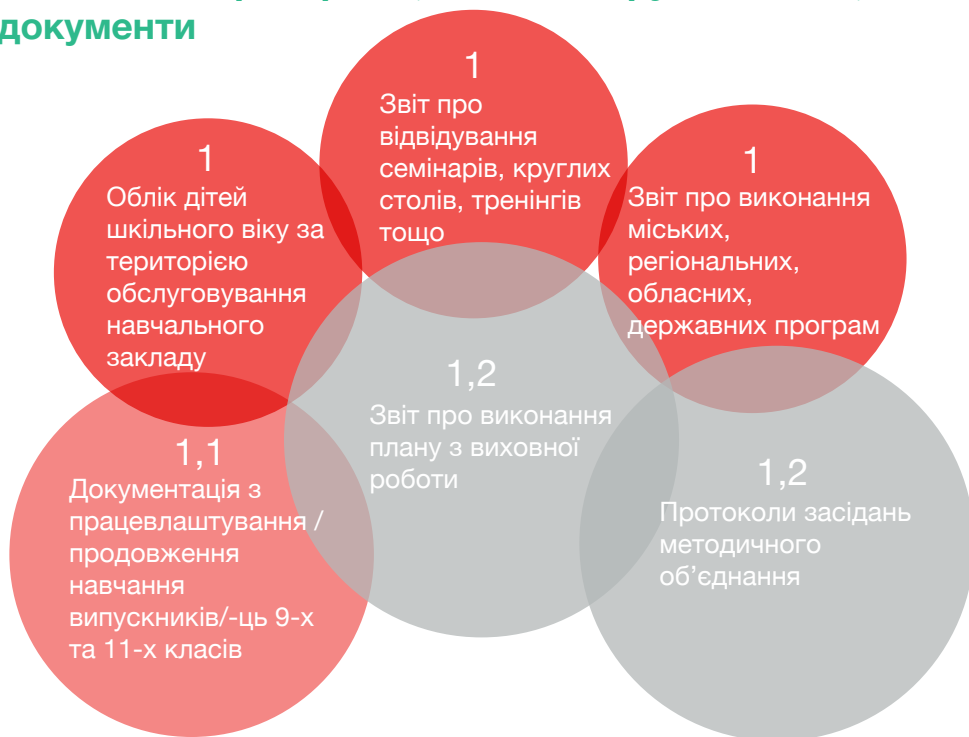 документи
1
Звіт про
відвідування
семінарів, круглих
столів, тренінгів
тощо
1
Облік дітей
шкільного віку за
територією
обслуговування
навчального
закладу
1
Звіт про виконання
міських,
регіональних,
обласних,
державних програм
1,2
Звіт про виконання
плану з виховної
роботи
1,1
Документація з
працевлаштування /
продовження
навчання
випускників/-ць 9-х
та 11-х класів
1,2
Протоколи засідань
методичного
об’єднання